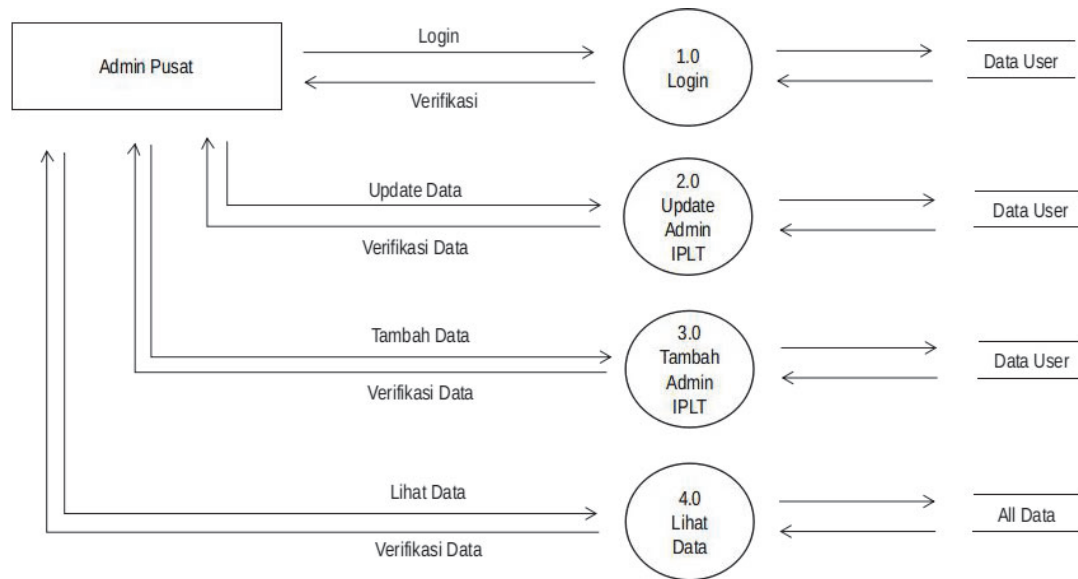 Admin Pusat
Login
Verifikasi
1.0
Login
Data User
Update Data
Verifikasi Data
2.0
Update
Admin
IPLT
Data User
Tambah Data
Verifikasi Data
3.0
Tambah
Admin
IPLT
Data User
Lihat Data
Verifikasi Data
4.0
Lihat
Data
All Data